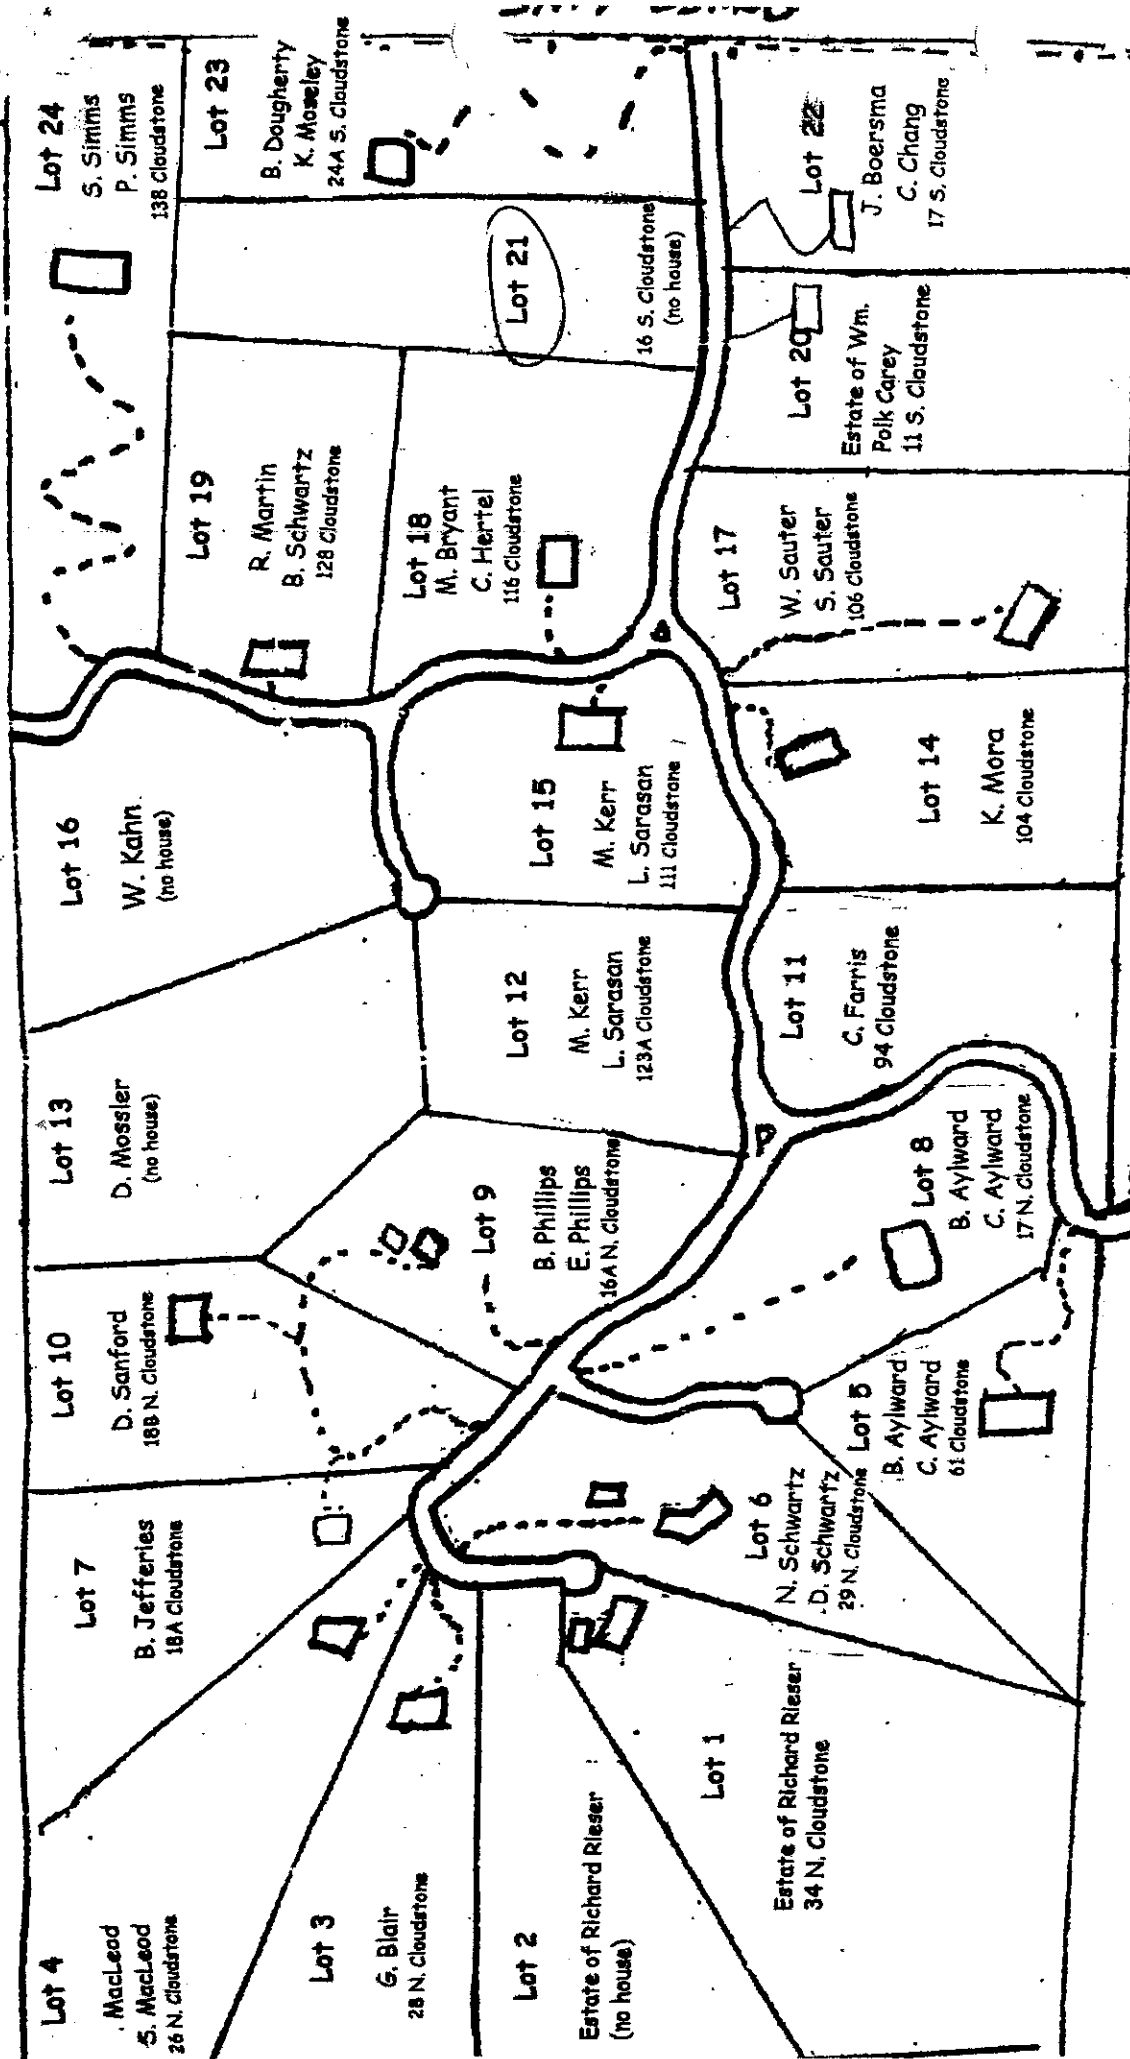 Lot 24
S. Simms
P. Simms
138 Cloudstone
Lot 23
B. Dougherty
K. Moseley
24A S. Cloudstone
Lot 21
16 S. Cloudstone
(no house)
Lot 22
J. Boersma
C. Chang
17 S. Cloudstone
Lot 19
R. Martin
B. Schwartz
128 Cloudstone
Lot 18
M. Bryant
C. Hertel
116 Cloudstone
Lot 20
Estate of Wm.
Polk Carey
11 S. Cloudstone
Lot 17
W. Sauter
S. Sauter
106 Cloudstone
Lot 16
W. Kahn
(no house)
Lot 15
M. Kerr
L. Sarasan
111 Cloudstone
Lot 14
K. Mora
104 Cloudstone
Lot 13
D. Mossler
(no house)
Lot 12
M. Kerr
L. Sarasan
123A Cloudstone
Lot 11
C. Farris
94 Cloudstone
Lot 10
D. Sanford
18B N. Cloudstone
Lot 9
B. Phillips
E. Phillips
16A N. Cloudstone
Lot 8
B. Aylward
C. Aylward
17 N. Cloudstone
Lot 7
B. Jefferies
18A Cloudstone
Lot 6
N. Schwartz
D. Schwartz
29 N. Cloudstone
Lot 5
B. Aylward
C. Aylward
61 Cloudstone
Lot 4
. MacLeod
S. MacLeod
26 N. Cloudstone
Lot 3
G. Blair
28 N. Cloudstone
Lot 2
Estate of Richard Rieser
(no house)
Lot 1
Estate of Richard Rieser
34 N. Cloudstone